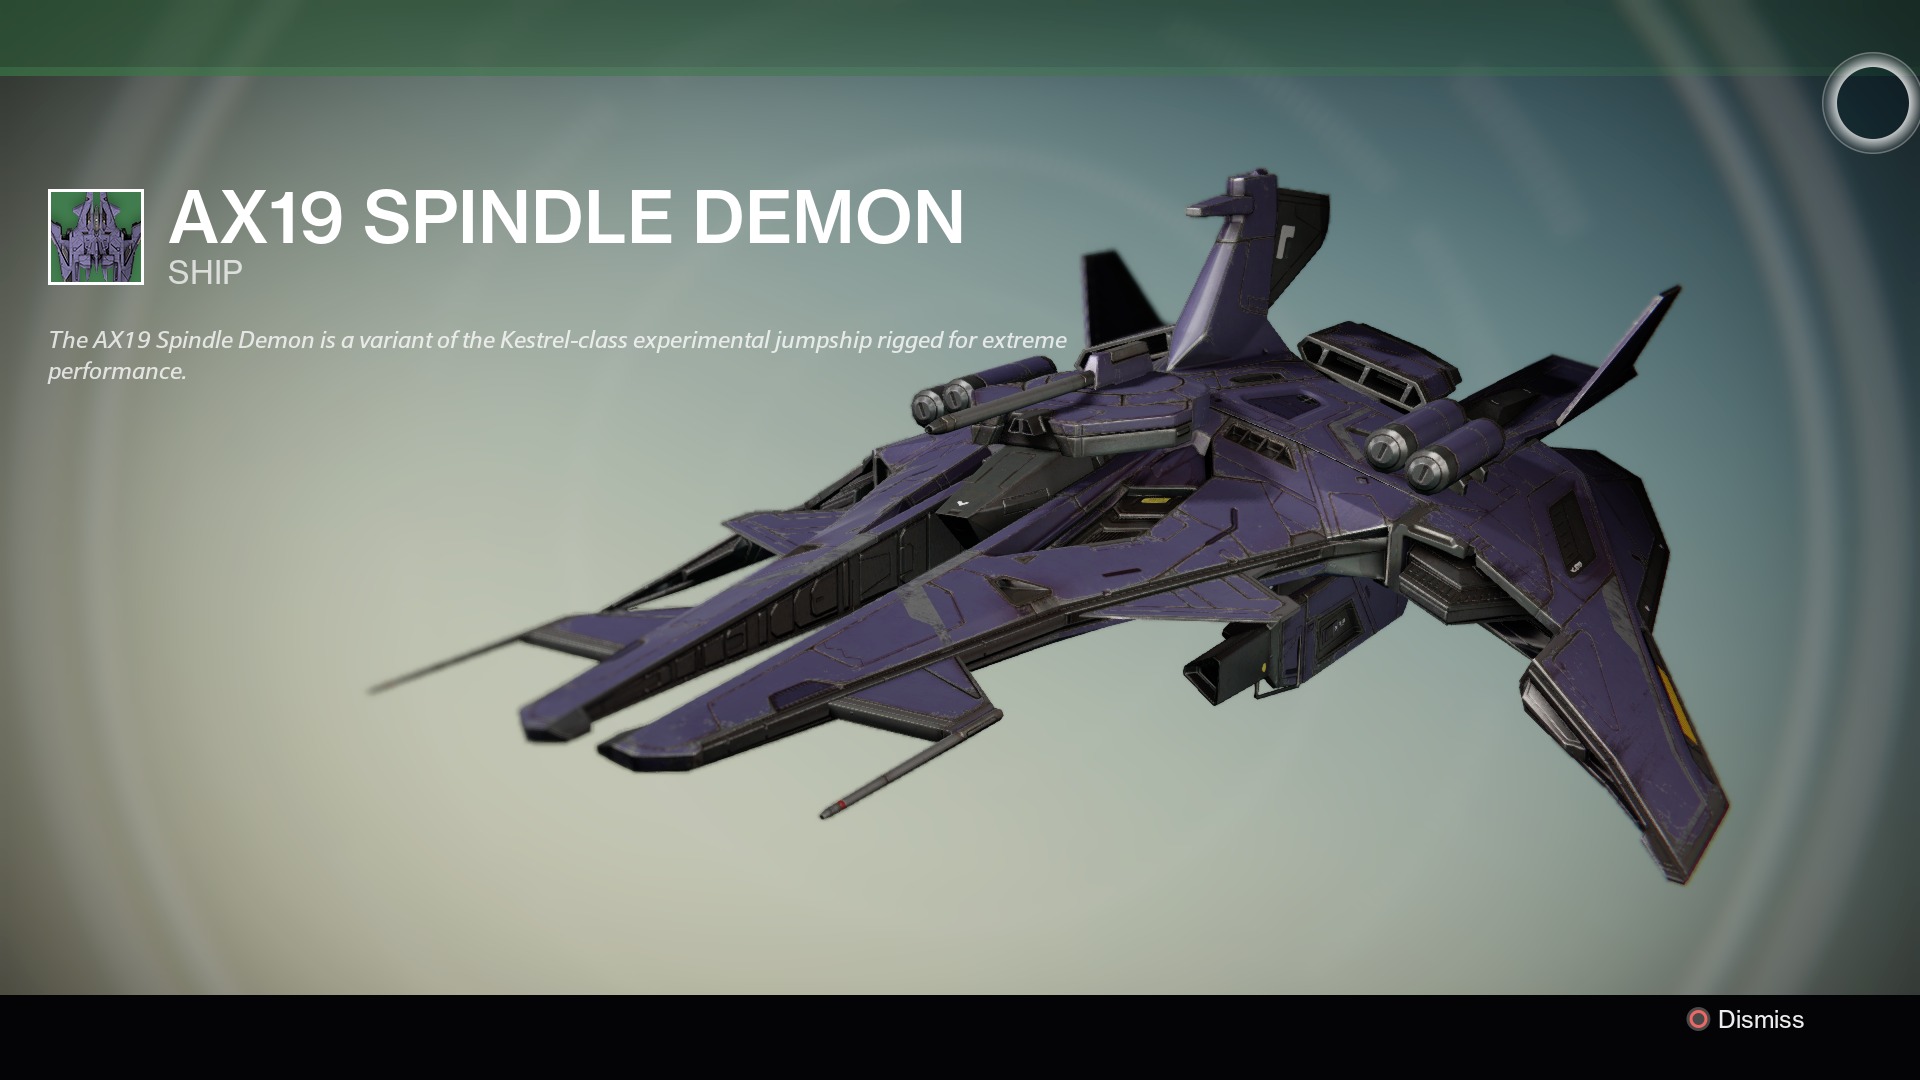 AX19 SPINDLE DEMON
SHIP
The AX19 Spindle Demon is a variant of the Kestrel-class experimental jumpship rigged for extreme
performance.
Dismiss